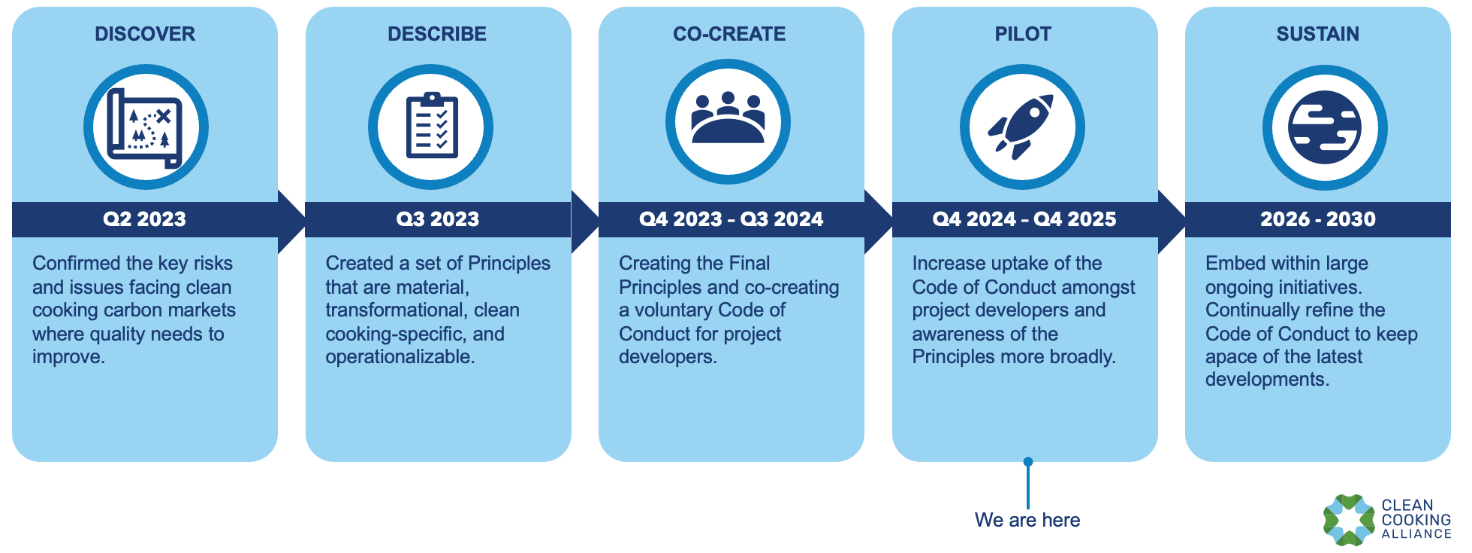 DISCOVER
Q2 2023
Confirmed the key risks
and issues facing clean
cooking carbon markets
where quality needs to
improve.
DESCRIBE
Q3 2023
Created a set of Principles
that are material,
transformational, clean
cooking-specific, and
operationalizable.
CO-CREATE
Q4 2023 – Q3 2024
Creating the Final
Principles and co-creating
a voluntary Code of
Conduct for project
developers.
PILOT
Q4 2024 – Q4 2025
Increase uptake of the
Code of Conduct amongst
project developers and
awareness of the
Principles more broadly.
We are here
SUSTAIN
2026 - 2030
Embed within large
ongoing initiatives.
Continually refine the
Code of Conduct to keep
apace of the latest
developments.
CLEAN
COOKING
ALLIANCE